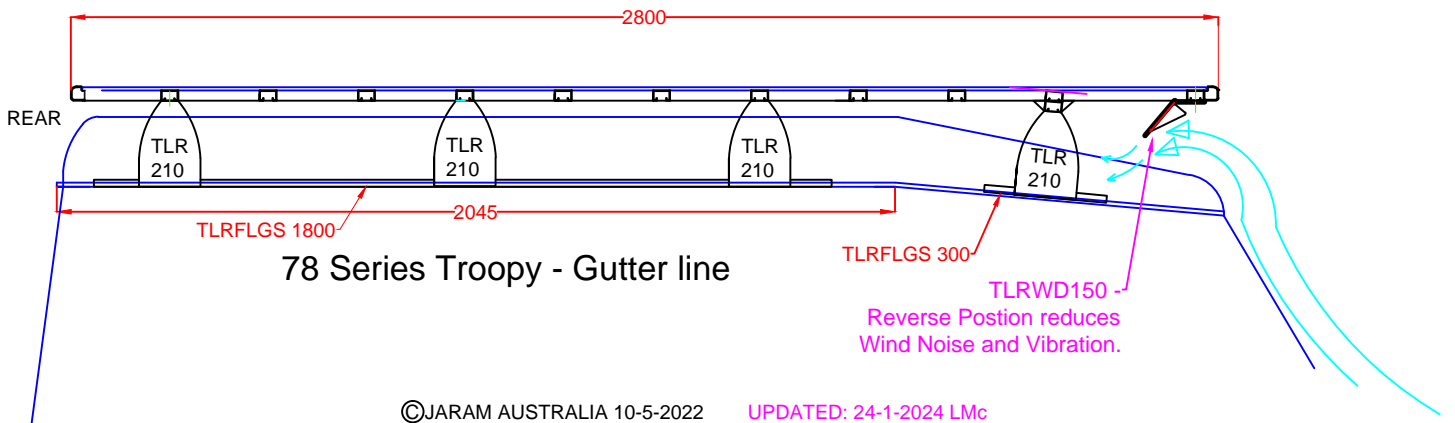 2800
REAR
TLR
210
TLR
210
TLR
210
TLR
210
2045
TLRFLGS 1800
TLRFLGS 300
78 Series Troopy - Gutter line
TLRWD150 -
Reverse Postion reduces
Wind Noise and Vibration.
©JARAM AUSTRALIA 10-5-2022
UPDATED: 24-1-2024 LMc